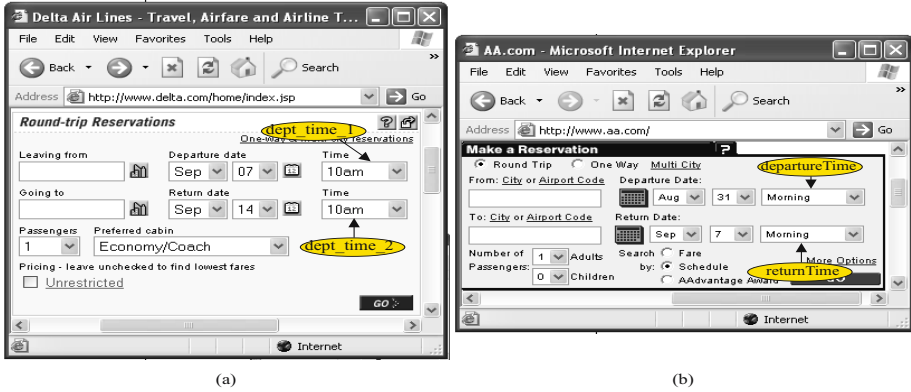 Delta Air Lines - Travel, Airfare and Airline T...
File Edit View Favorites Tools Help
Back Search »
Address http://www.delta.com/home/index.jsp Go
Round-trip Reservations
dept_time_1
reservations
Leaving from Departure date Time
Sep 07 10am
Going to Return date Time
Sep 14 10am
Passengers Preferred cabin
1 Economy/Coach
dept_time_2
Pricing - leave unchecked to find lowest fares
Unrestricted
GO
Internet
(a)
AA.com - Microsoft Internet Explorer
File Edit View Favorites Tools Help
Back Search »
Address http://www.aa.com/ Go
Make a Reservation ?
Round Trip One Way Multi City
departureTime
From: City or Airport Code Departure Date:
Aug 31 Morning
To: City or Airport Code Return Date:
Sep 7 Morning
Number of Passengers: 1 Adults
0 Children
Search by: Fare
Schedule
AAdvantage Award
More Options
returnTime
GO
Internet
(b)